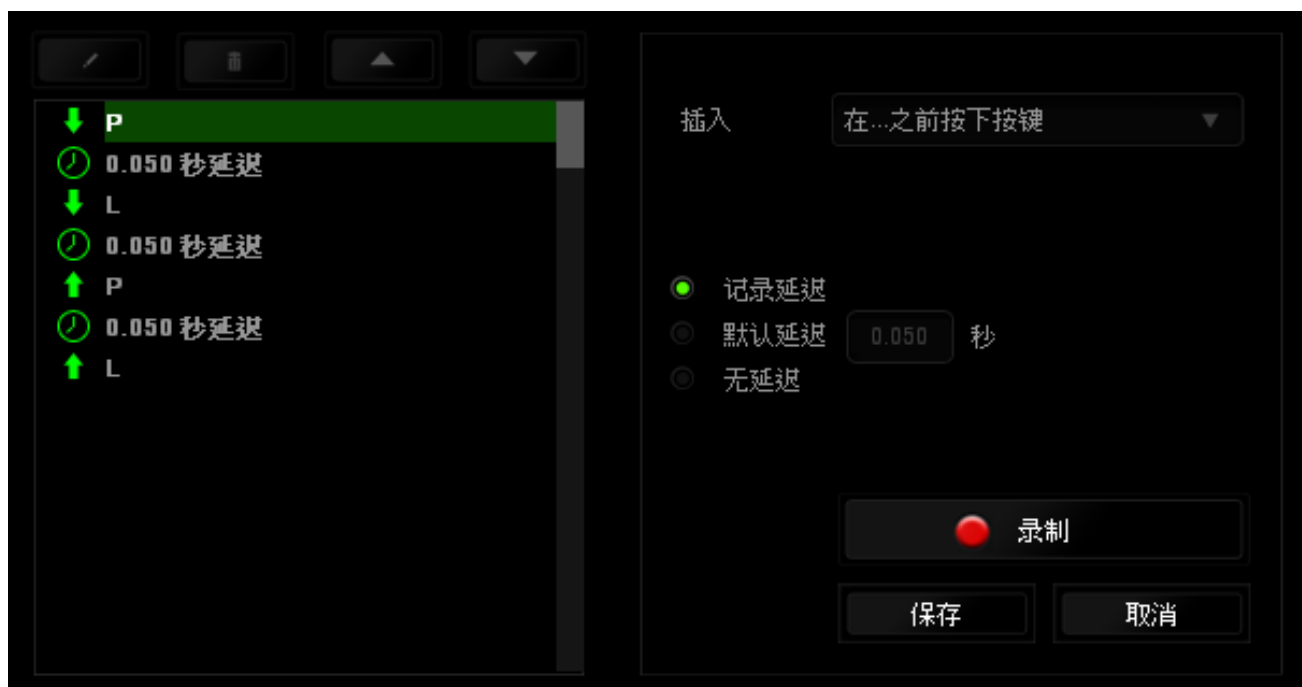 P
0.050 秒延迟
L
0.050 秒延迟
P
0.050 秒延迟
L
插入 在...之前按下按键
记录延迟
默认延迟 0.050 秒
无延迟
录制
保存 取消